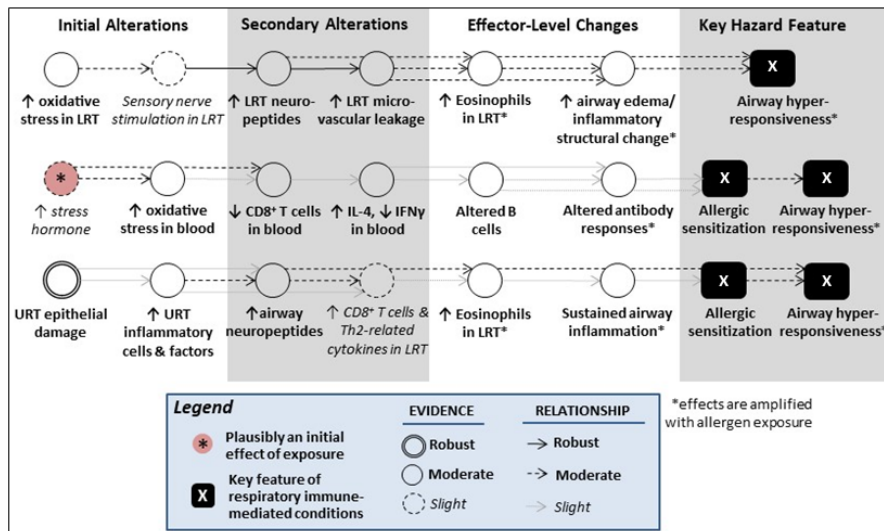 Initial Alterations
Secondary Alterations
Effector-Level Changes
Key Hazard Feature
X
↑ oxidative
stress in LRT
Sensory nerve
stimulation in LRT
↑ LRT neuro-
peptides
↑ LRT micro-
vascular leakage
↑ Eosinophils
in LRT*
↑ airway edema/
inflammatory
structural change*
Airway hyper-
responsiveness*
*
X
X
↑ stress
hormone
↑ oxidative
stress in blood
↓ CD8⁺ T cells
in blood
↑ IL-4, ↓ IFNγ
in blood
Altered B
cells
Altered antibody
responses*
Allergic
sensitization
Airway hyper-
responsiveness*
X
X
URT epithelial
damage
↑ URT
inflammatory
cells & factors
↑ airway
neuropeptides
↑ CD8⁺ T cells &
Th2-related
cytokines in LRT
↑ Eosinophils
in LRT*
Sustained airway
inflammation*
Allergic
sensitization
Airway hyper-
responsiveness*
Legend
* Plausibly an initial
effect of exposure
X Key feature of
respiratory immune-
mediated conditions
EVIDENCE
Robust
Moderate
Slight
RELATIONSHIP
Robust
Moderate
Slight
*effects are amplified
with allergen exposure